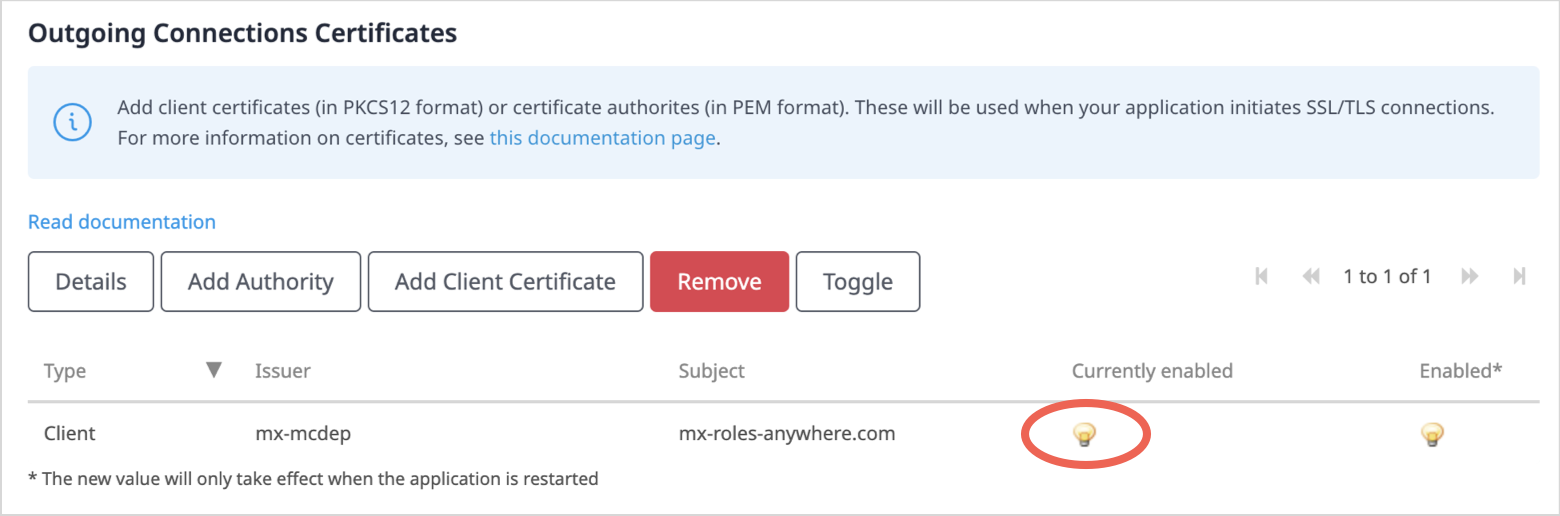 Outgoing Connections Certificates
Add client certificates (in PKCS12 format) or certificate authorites (in PEM format). These will be used when your application initiates SSL/TLS connections.
For more information on certificates, see this documentation page.
Read documentation
Details Add Authority Add Client Certificate Remove Toggle 1 to 1 of 1
Type Issuer Subject Currently enabled Enabled*
Client mx-mcdep mx-roles-anywhere.com
* The new value will only take effect when the application is restarted